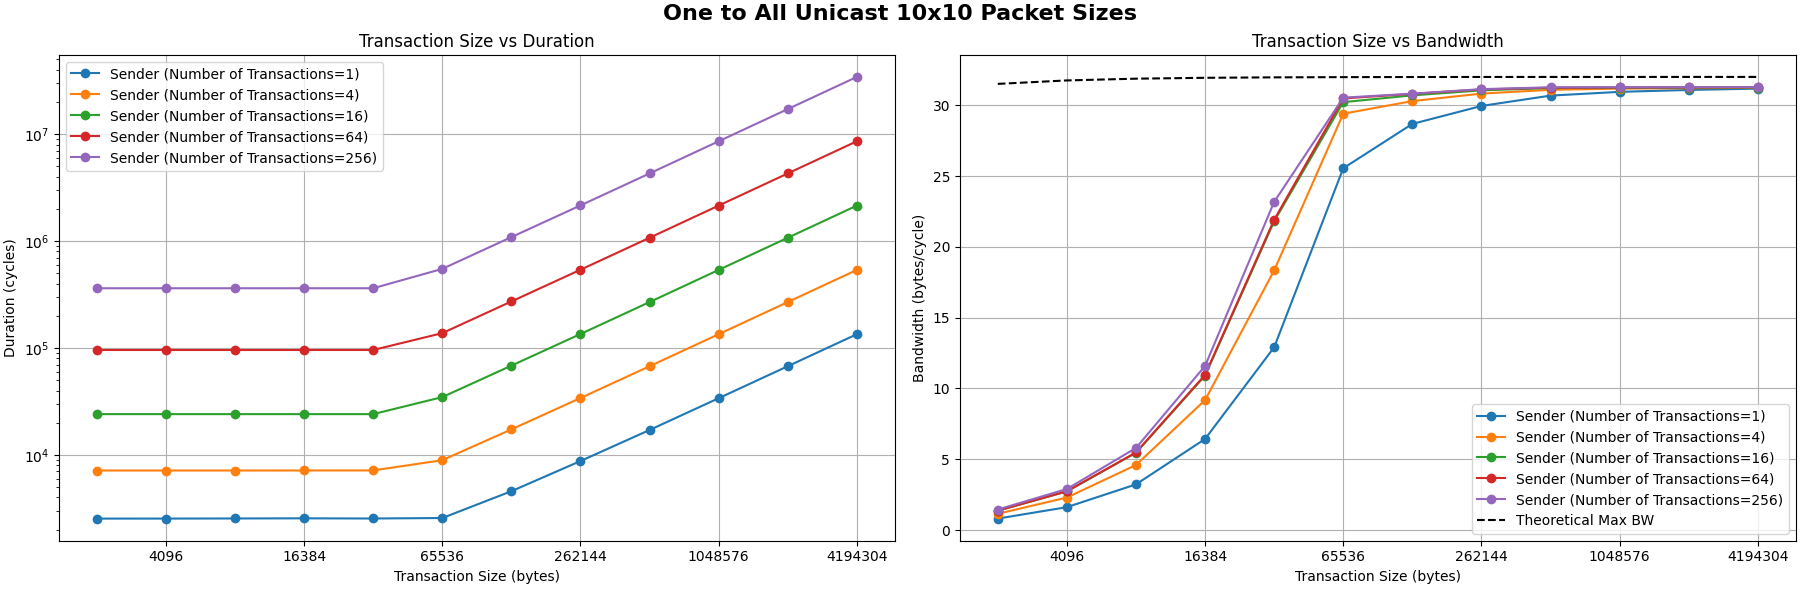 One to All Unicast 10x10 Packet Sizes
Transaction Size vs Duration
Sender (Number of Transactions=1)
Sender (Number of Transactions=4)
Sender (Number of Transactions=16)
Sender (Number of Transactions=64)
Sender (Number of Transactions=256)
10^7
10^6
10^5
10^4
Duration (cycles)
4096 16384 65536 262144 1048576 4194304
Transaction Size (bytes)
Transaction Size vs Bandwidth
30
25
20
15
10
5
0
Bandwidth (bytes/cycle)
Sender (Number of Transactions=1)
Sender (Number of Transactions=4)
Sender (Number of Transactions=16)
Sender (Number of Transactions=64)
Sender (Number of Transactions=256)
Theoretical Max BW
4096 16384 65536 262144 1048576 4194304
Transaction Size (bytes)